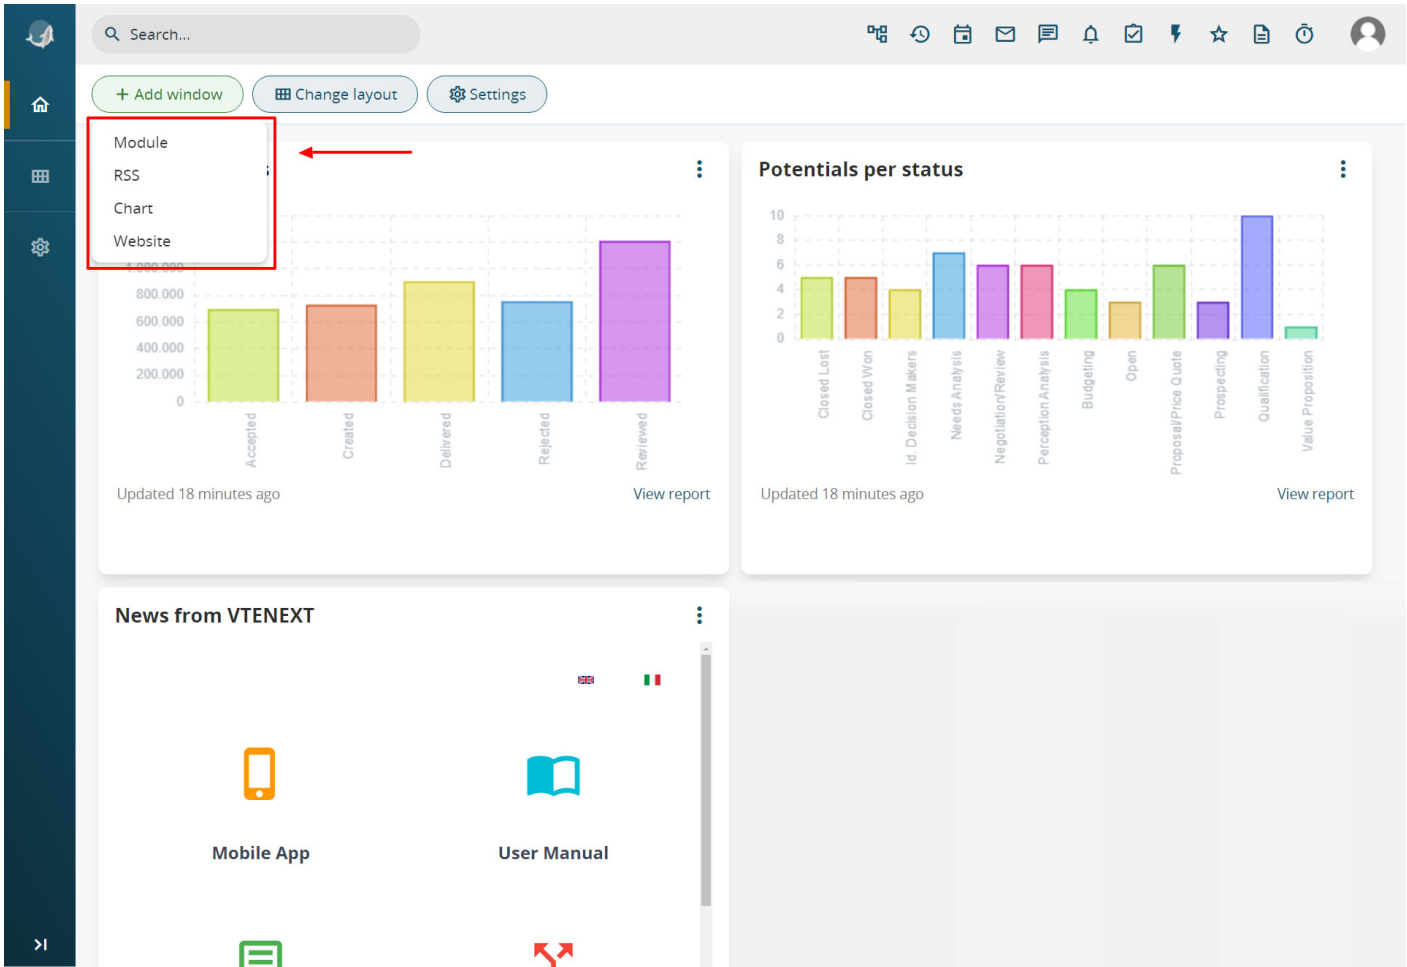 Search...
+ Add window
Change layout
Settings
Module
RSS
Chart
Website
s
1.000.000
800.000
600.000
400.000
200.000
0
Accepted
Created
Delivered
Rejected
Reviewed
Updated 18 minutes ago
View report
Potentials per status
10
8
6
4
2
0
Closed Lost
Closed Won
Id. Decision Makers
Needs Analysis
Negotiation/Review
Perception Analysis
Budgeting
Open
Proposal/Price Quote
Prospecting
Qualification
Value Proposition
Updated 18 minutes ago
View report
News from VTENEXT
Mobile App
User Manual